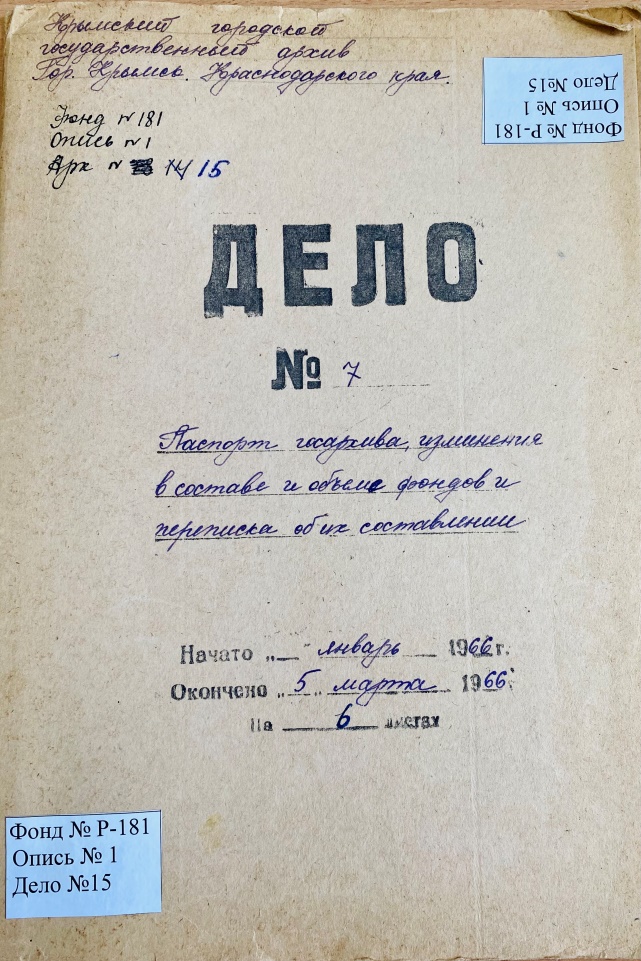 Крымский городской
государственный архив
Гор. Крымск. Краснодарского края.
Фонд № Р-181
Опись № 1
Дело №15
Фонд № 181
Опись № 1
Арх № 14 15
ДЕЛО
№ 7
Паспорт госархива, изменения
в составе и объеме фондов и
переписка об их составлении
Начато „ " январь 1966 г.
Окончено „ 5 „ марта 1966 г.
На 6 листах
Фонд № Р-181
Опись № 1
Дело №15